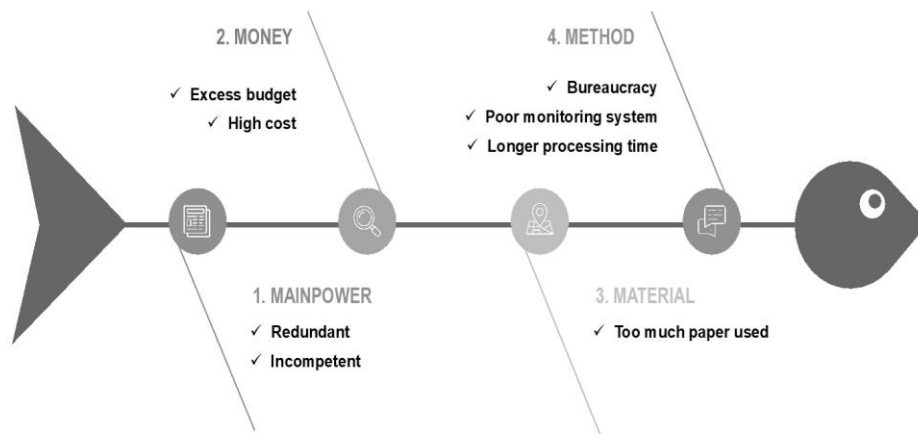 2. MONEY
✓ Excess budget
✓ High cost
4. METHOD
✓ Bureaucracy
✓ Poor monitoring system
✓ Longer processing time
1. MAINPOWER
✓ Redundant
✓ Incompetent
3. MATERIAL
✓ Too much paper used